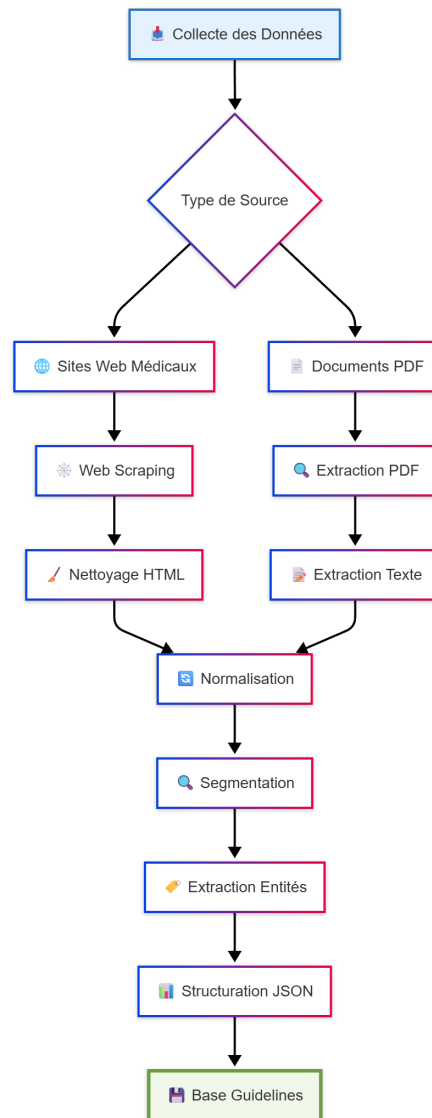 Collecte des Données
Type de Source
Sites Web Médicaux
Documents PDF
Web Scraping
Extraction PDF
Nettoyage HTML
Extraction Texte
Normalisation
Segmentation
Extraction Entités
Structuration JSON
Base Guidelines